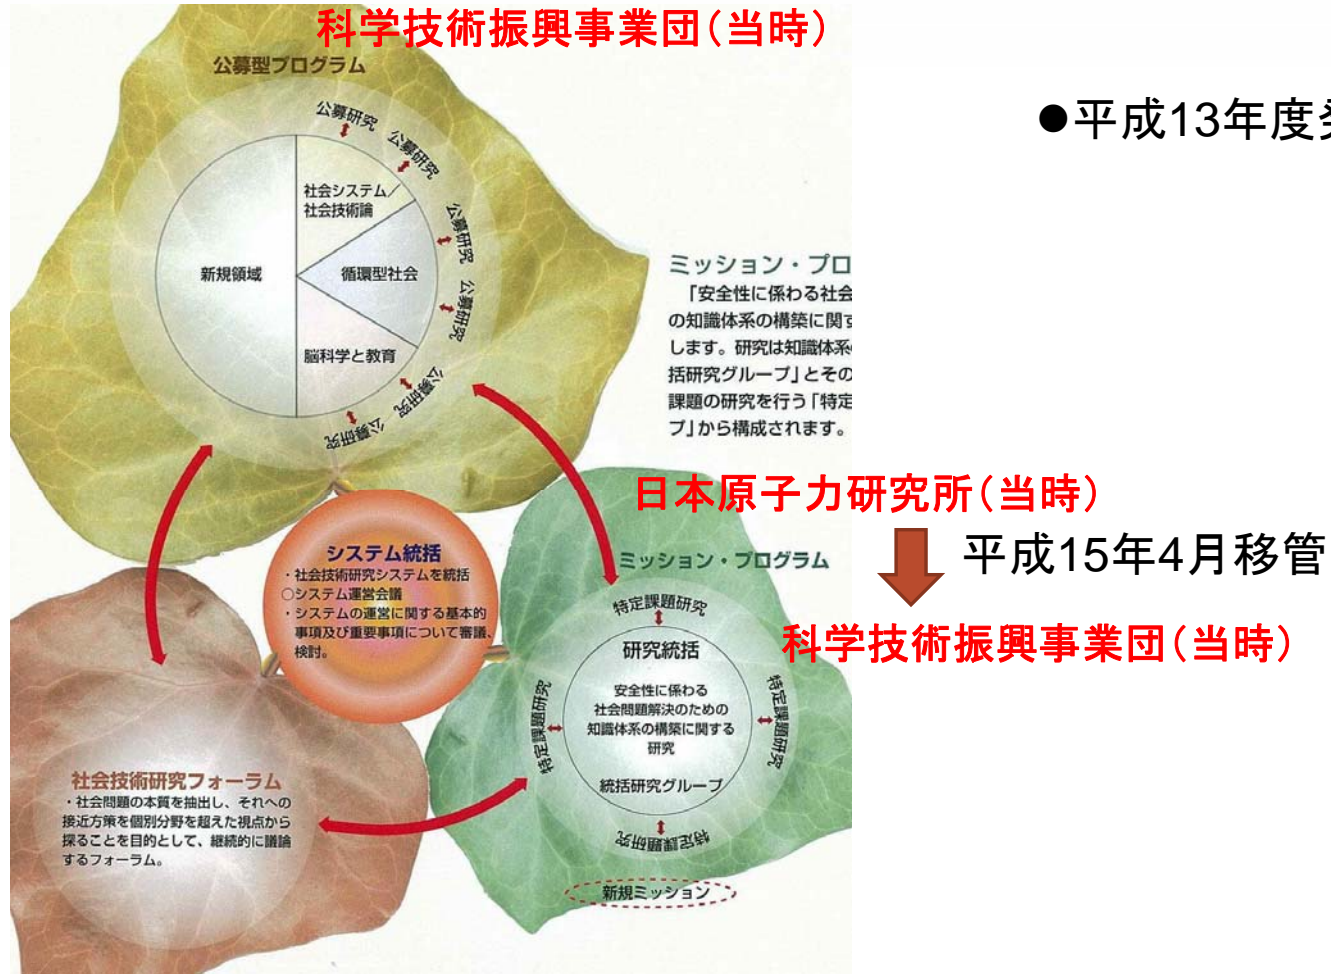 科学技術振興事業団（当時）
公募型プログラム
●平成13年度
公募研究
公募研究
公募研究
公募研究
公募研究
公募研究
社会システム／
社会技術論
新規領域
循環型社会
脳科学と教育
ミッション・プロ
「安全性に係わる社会
の知識体系の構築に関す
します。研究は知識体系
括研究グループ」とその
課題の研究を行う「特定
プ」から構成されます。
日本原子力研究所（当時）
平成15年4月移管
科学技術振興事業団（当時）
システム統括
・社会技術研究システムを統括
○システム運営会議
・システムの運営に関する基本的
事項及び重要事項について審議、
検討。
ミッション・プログラム
特定課題研究
研究統括
安全性に係わる
社会問題解決のための
知識体系の構築に関する
研究
統括研究グループ
特定課題研究
特定課題研究
特定課題研究
新規ミッション
社会技術研究フォーラム
・社会問題の本質を抽出し、それへの
接近方策を個別分野を超えた視点から
探ることを目的として、継続的に議論
するフォーラム。